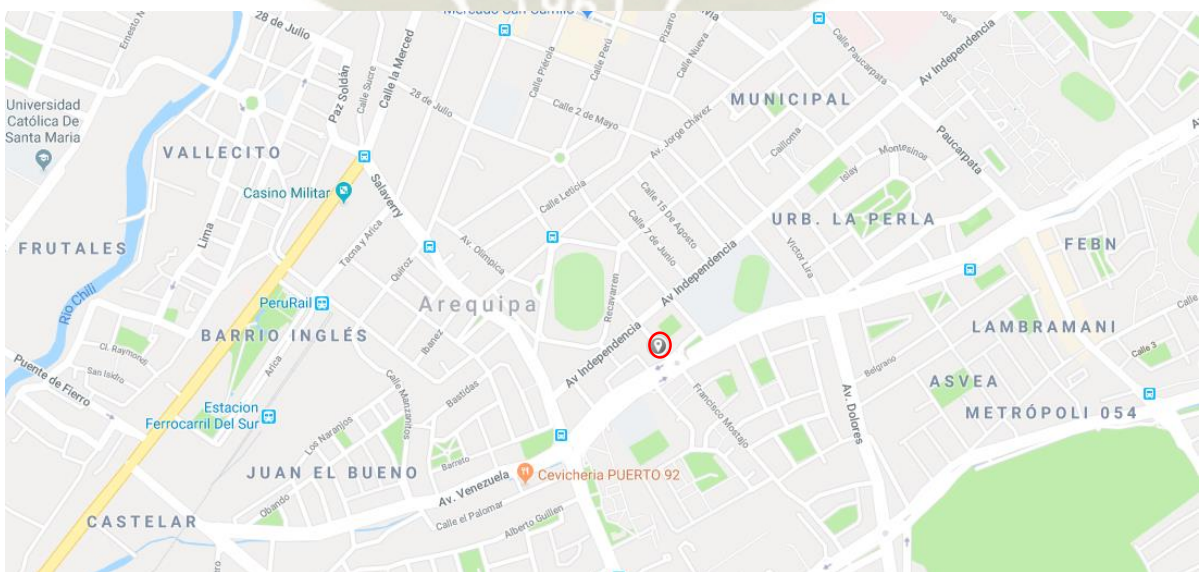 Mercado San Camilo
28 de Julio
Ernesto N
Calle Sucre
Paz Soldán
Calle la Merced
Calle Piérola
Calle Perú
Pizarro
Calle Nueva
Calle Paucarpata
Av Independencia
Universidad
Católica De
Santa Maria
28 de Julio
Calle 2 de Mayo
MUNICIPAL
Av. Jorge Chávez
Cailloma
Paucarpata
VALLECITO
Montesinos
Islay
Casino Militar
Salaverry
Calle Leticia
Calle 15 De Agosto
Calle 7 de Junio
URB. LA PERLA
FRUTALES
Lima
Tacna y Arica
Quiroz
Av. Olimpica
Av Independencia
Victor Lira
FEBN
Rio Chili
PeruRail
Arequipa
Recavarren
Calle
BARRIO INGLÉS
Ibanez
Av Independencia
LAMBRAMANI
Calle 3
Cl. Raymond
San Isidro
Puente de Fierro
Arica
Calle Manzanitos
Bastidas
Francisco Mostajo
Av. Dolores
Belgrano
ASVEA
Estacion
Ferrocarril Del Sur
METRÓPOLI 054
Los Naranjos
JUAN EL BUENO
Barreto
Av. Venezuela
Cevicheria PUERTO 92
Obando
Calle el Palomar
Alberto Guillen
CASTELAR